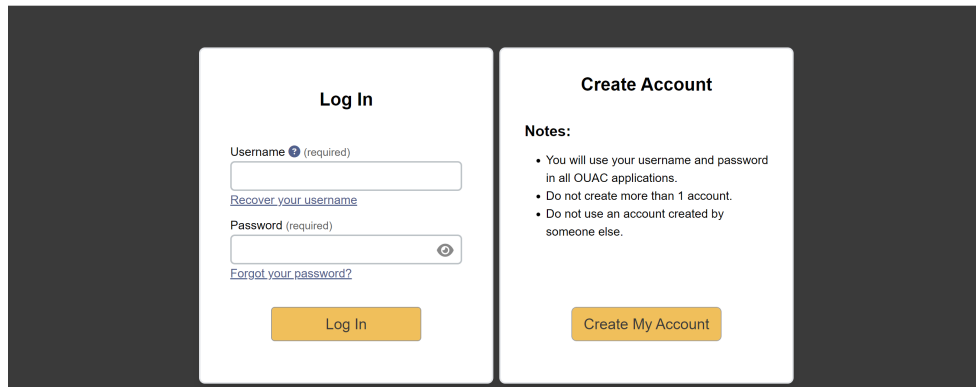 Log In
Username ? (required)
Recover your username
Password (required)
Forgot your password?
Log In
Create Account
Notes:
• You will use your username and password
in all OUAC applications.
• Do not create more than 1 account.
• Do not use an account created by
someone else.
Create My Account